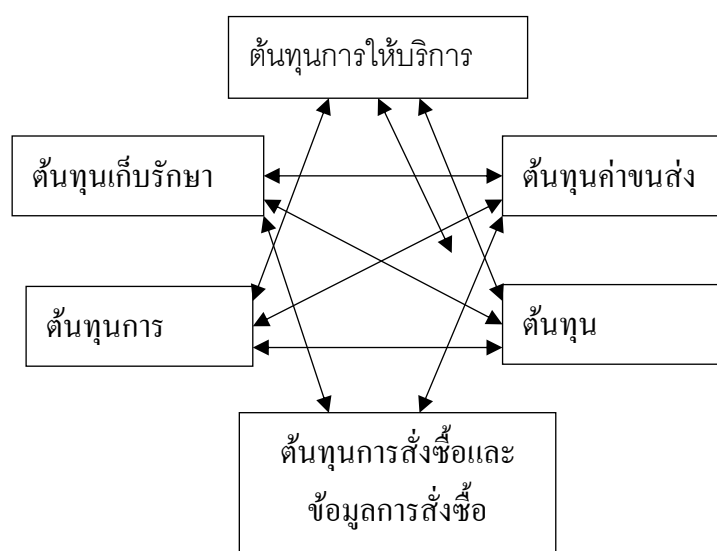 ต้นทุนการให้บริการ
ต้นทุนเก็บรักษา
ต้นทุนค่าขนส่ง
ต้นทุนการ
ต้นทุน
ต้นทุนการสั่งซื้อและ
ข้อมูลการสั่งซื้อ